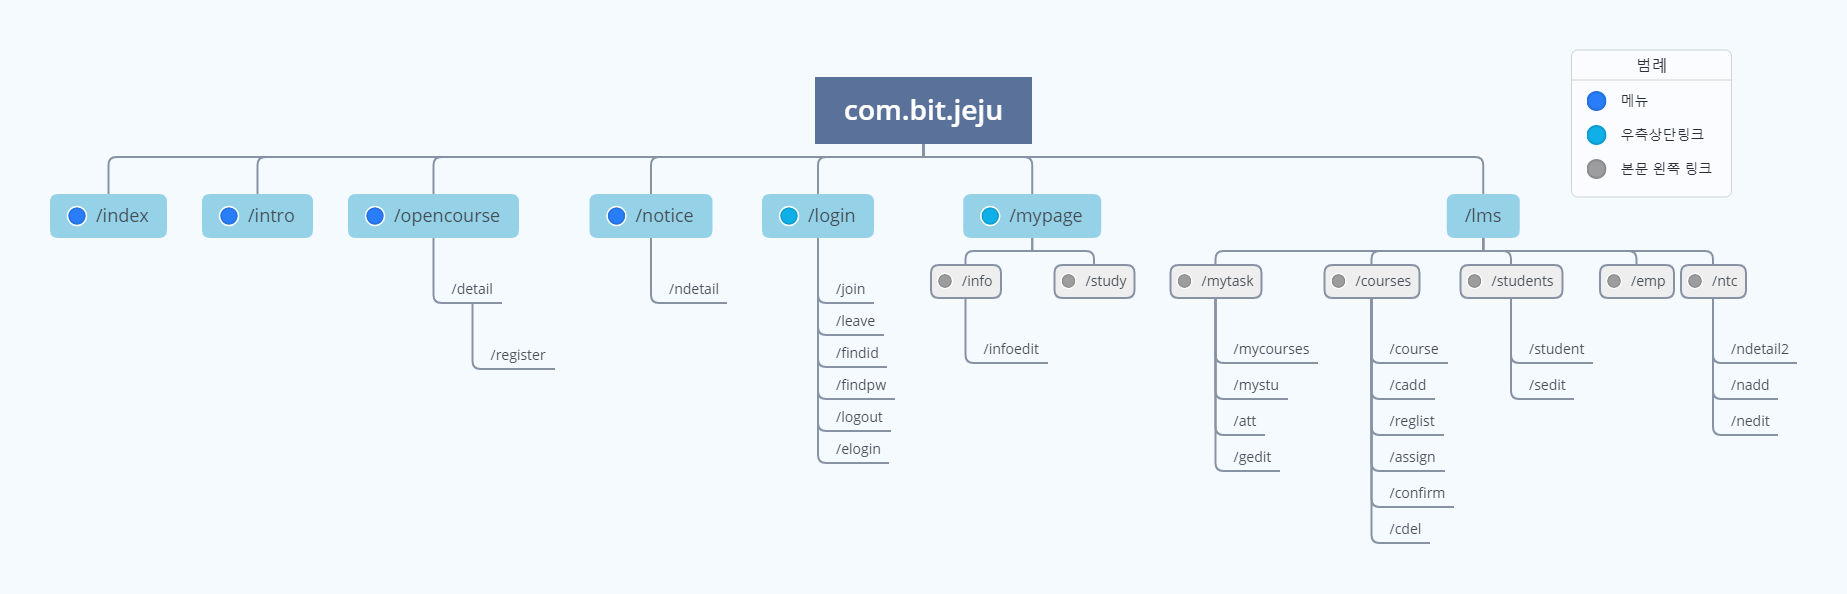 com.bit.jeju
범례
메뉴
우측상단링크
본문 왼쪽 링크
/index
/intro
/opencourse
/detail
/register
/notice
/ndetail
/login
/join
/leave
/findid
/findpw
/logout
/elogin
/mypage
/info
/infoedit
/study
/lms
/mytask
/mycourses
/mystu
/att
/gedit
/courses
/course
/cadd
/reglist
/assign
/confirm
/cdel
/students
/student
/sedit
/emp
/ntc
/ndetail2
/nadd
/nedit